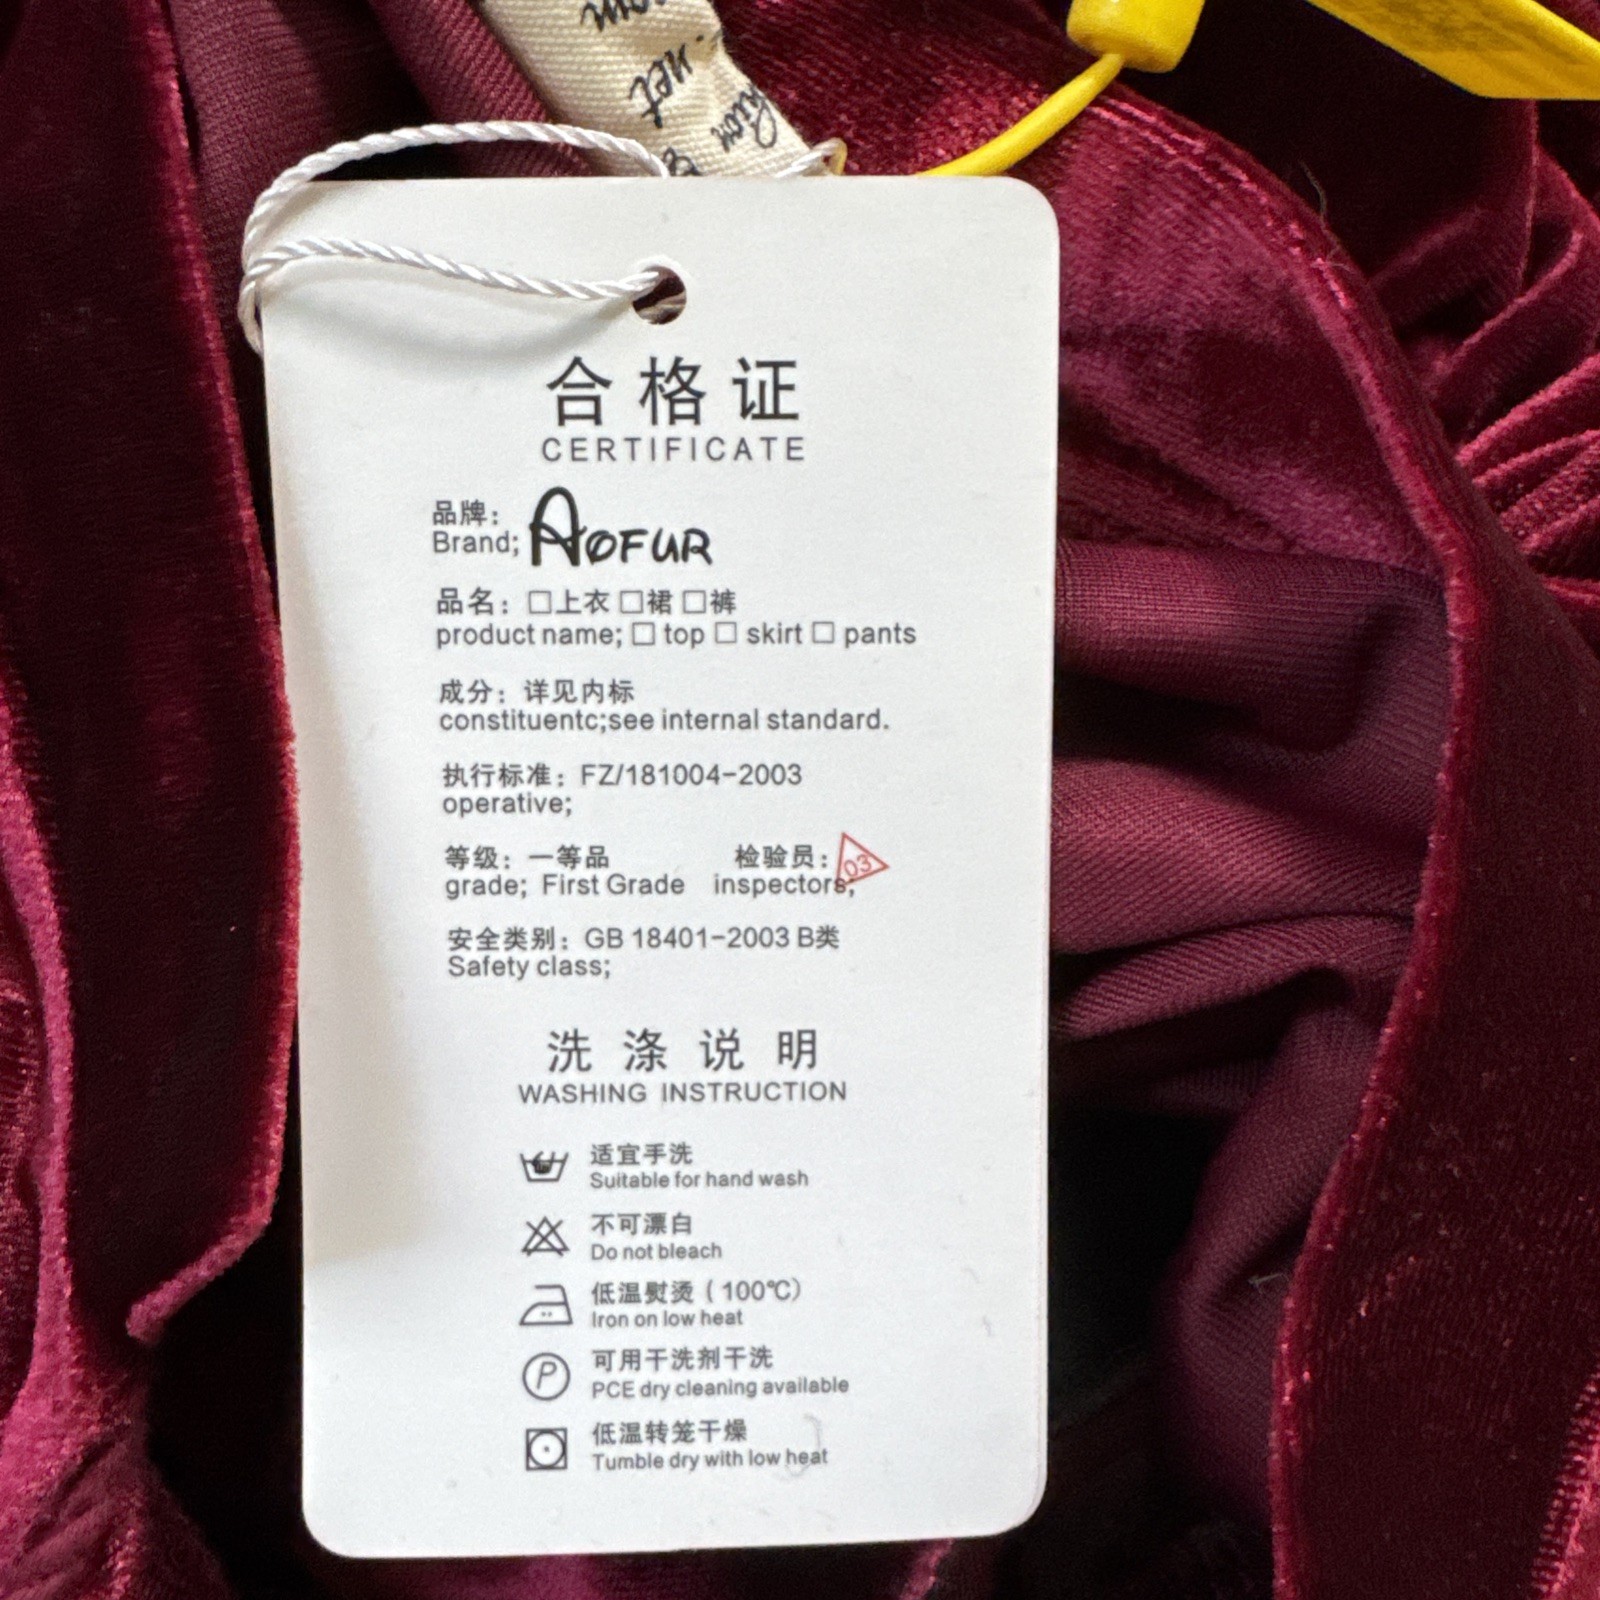 合格证
CERTIFICATE
品牌：
Brand; AOFUR
品名：□上衣 □裙 □裤
product name; □ top □ skirt □ pants
成分：详见内标
constituentc;see internal standard.
执行标准：FZ/181004-2003
operative;
等级：一等品 检验员：
grade; First Grade inspectors;
03
安全类别：GB 18401-2003 B类
Safety class;
洗涤说明
WASHING INSTRUCTION
适宜手洗
Suitable for hand wash
不可漂白
Do not bleach
低温熨烫（100℃）
Iron on low heat
P
可用干洗剂干洗
PCE dry cleaning available
低温转笼干燥
Tumble dry with low heat